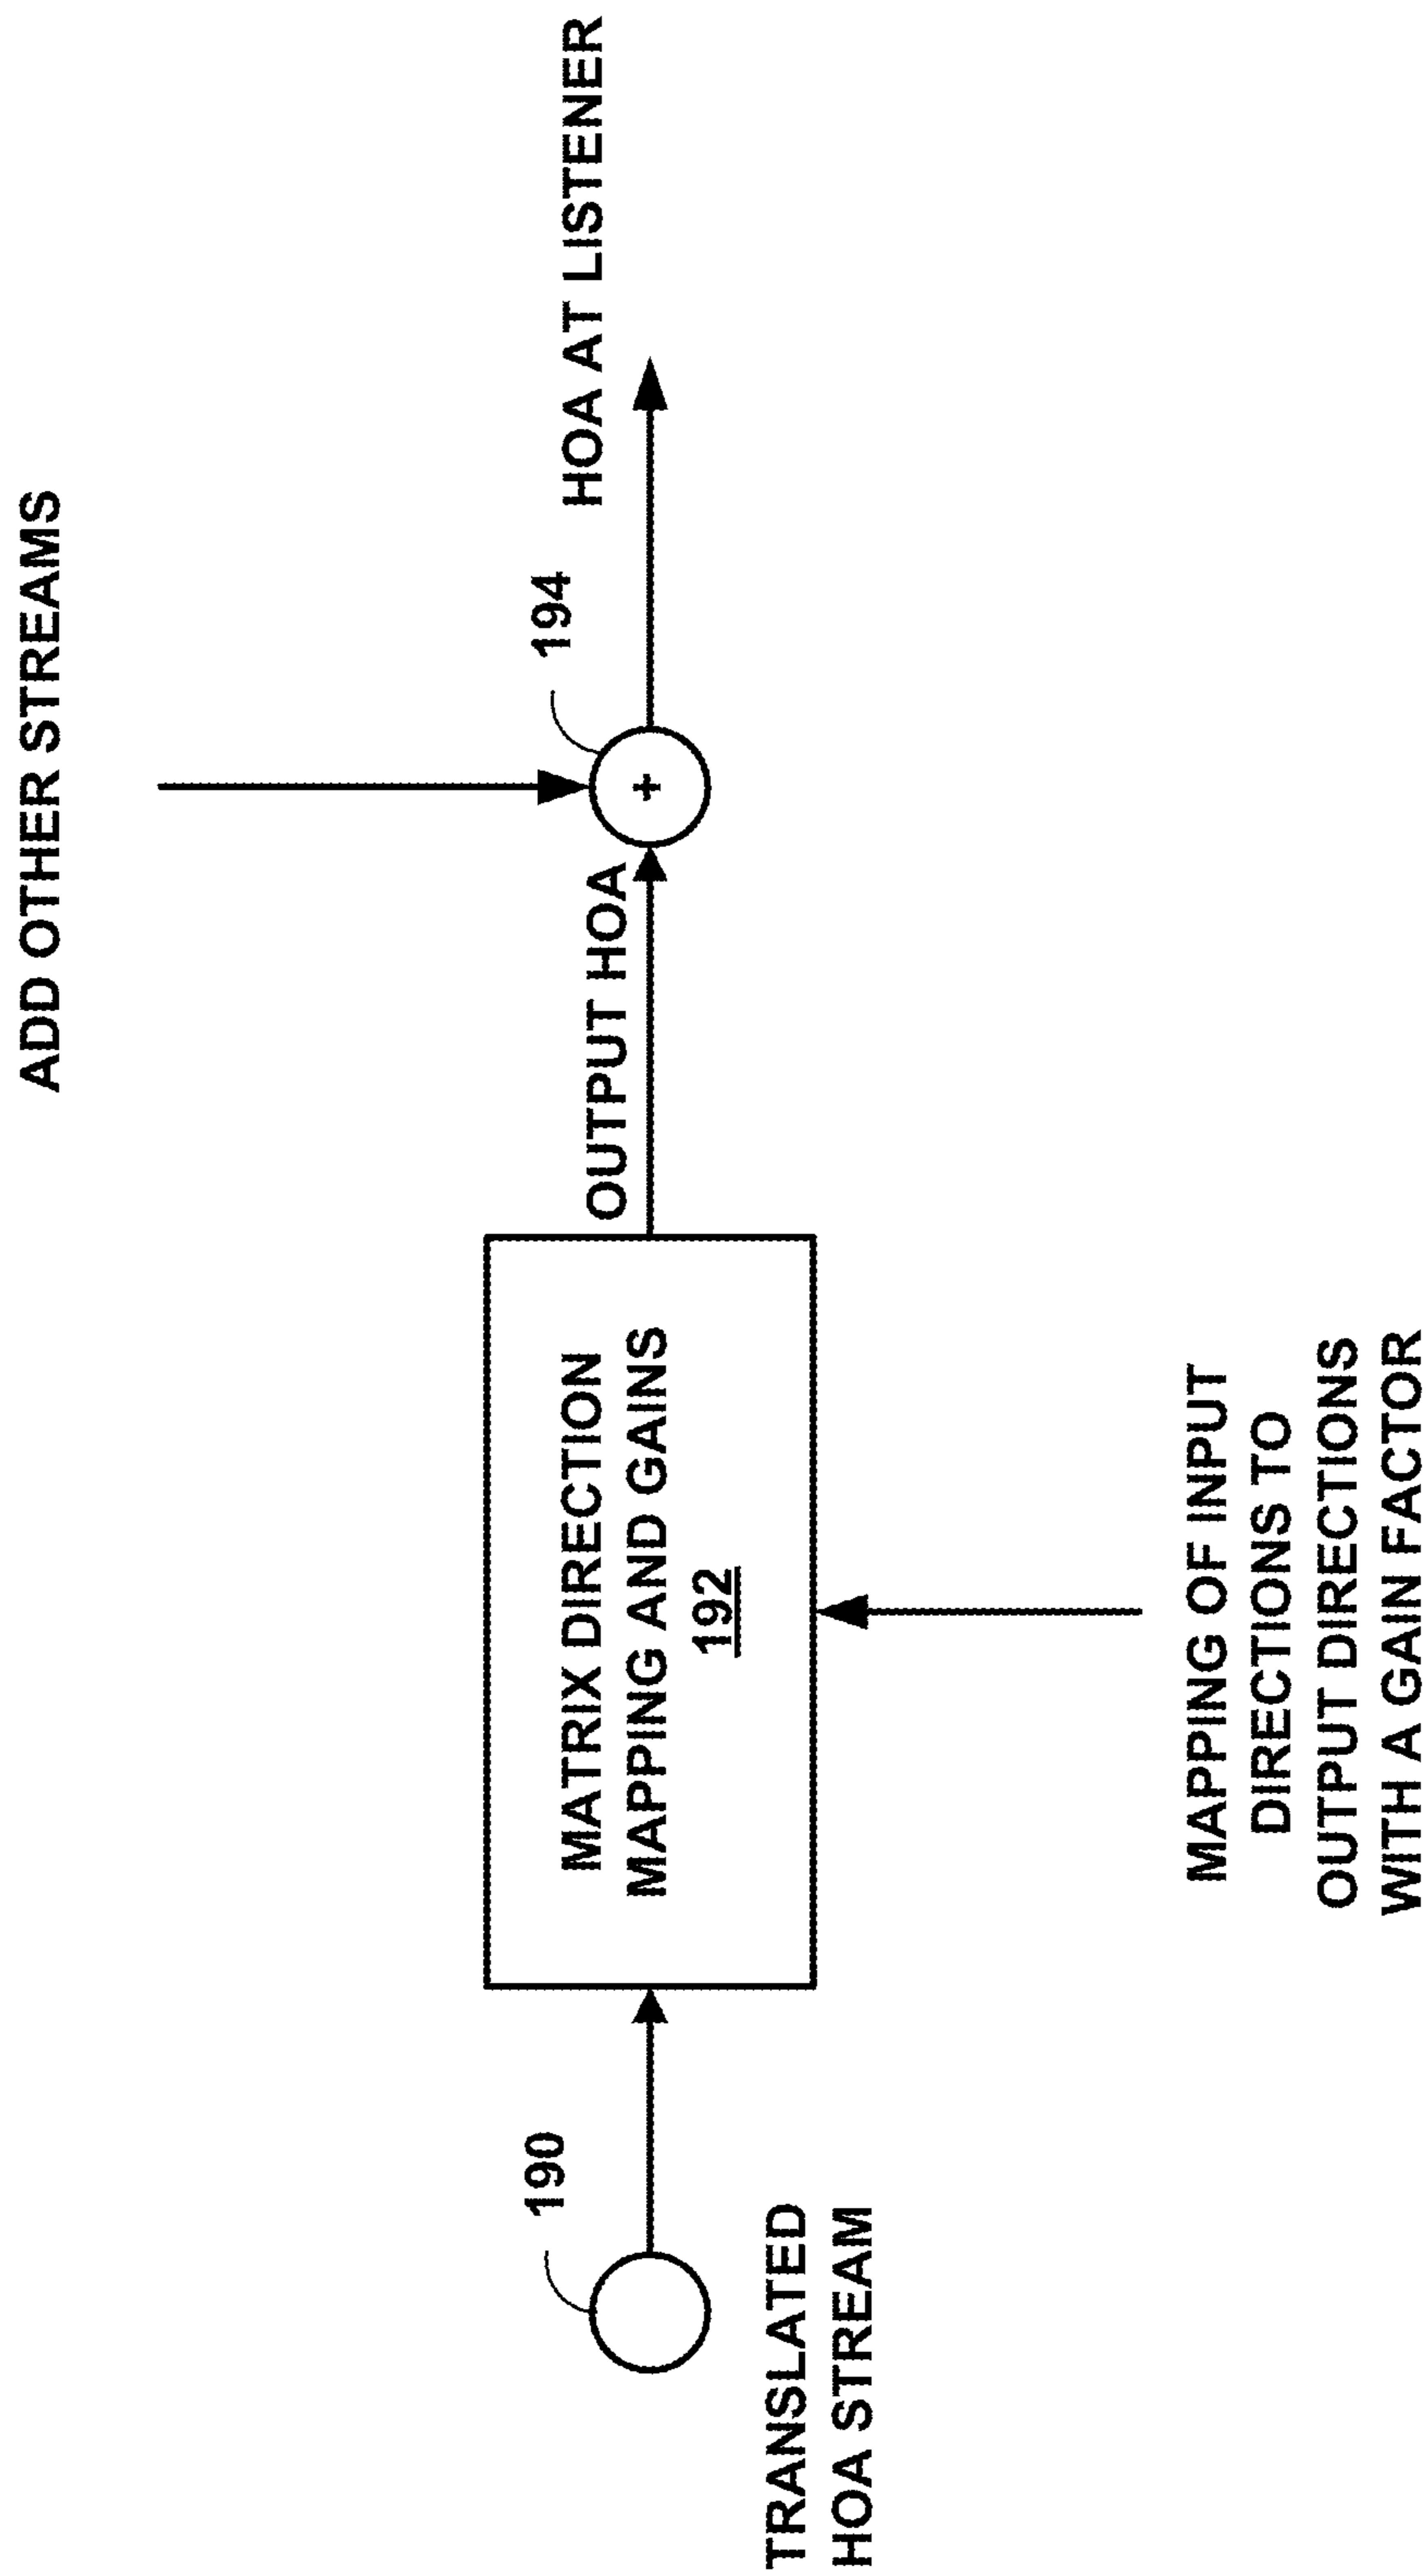 ADD OTHER STREAMS
194
HOA AT LISTENER
OUTPUT HOA
MATRIX DIRECTION
MAPPING AND GAINS
192
190
TRANSLATED
HOA STREAM
MAPPING OF INPUT
DIRECTIONS TO
OUTPUT DIRECTIONS
WITH A GAIN FACTOR
+